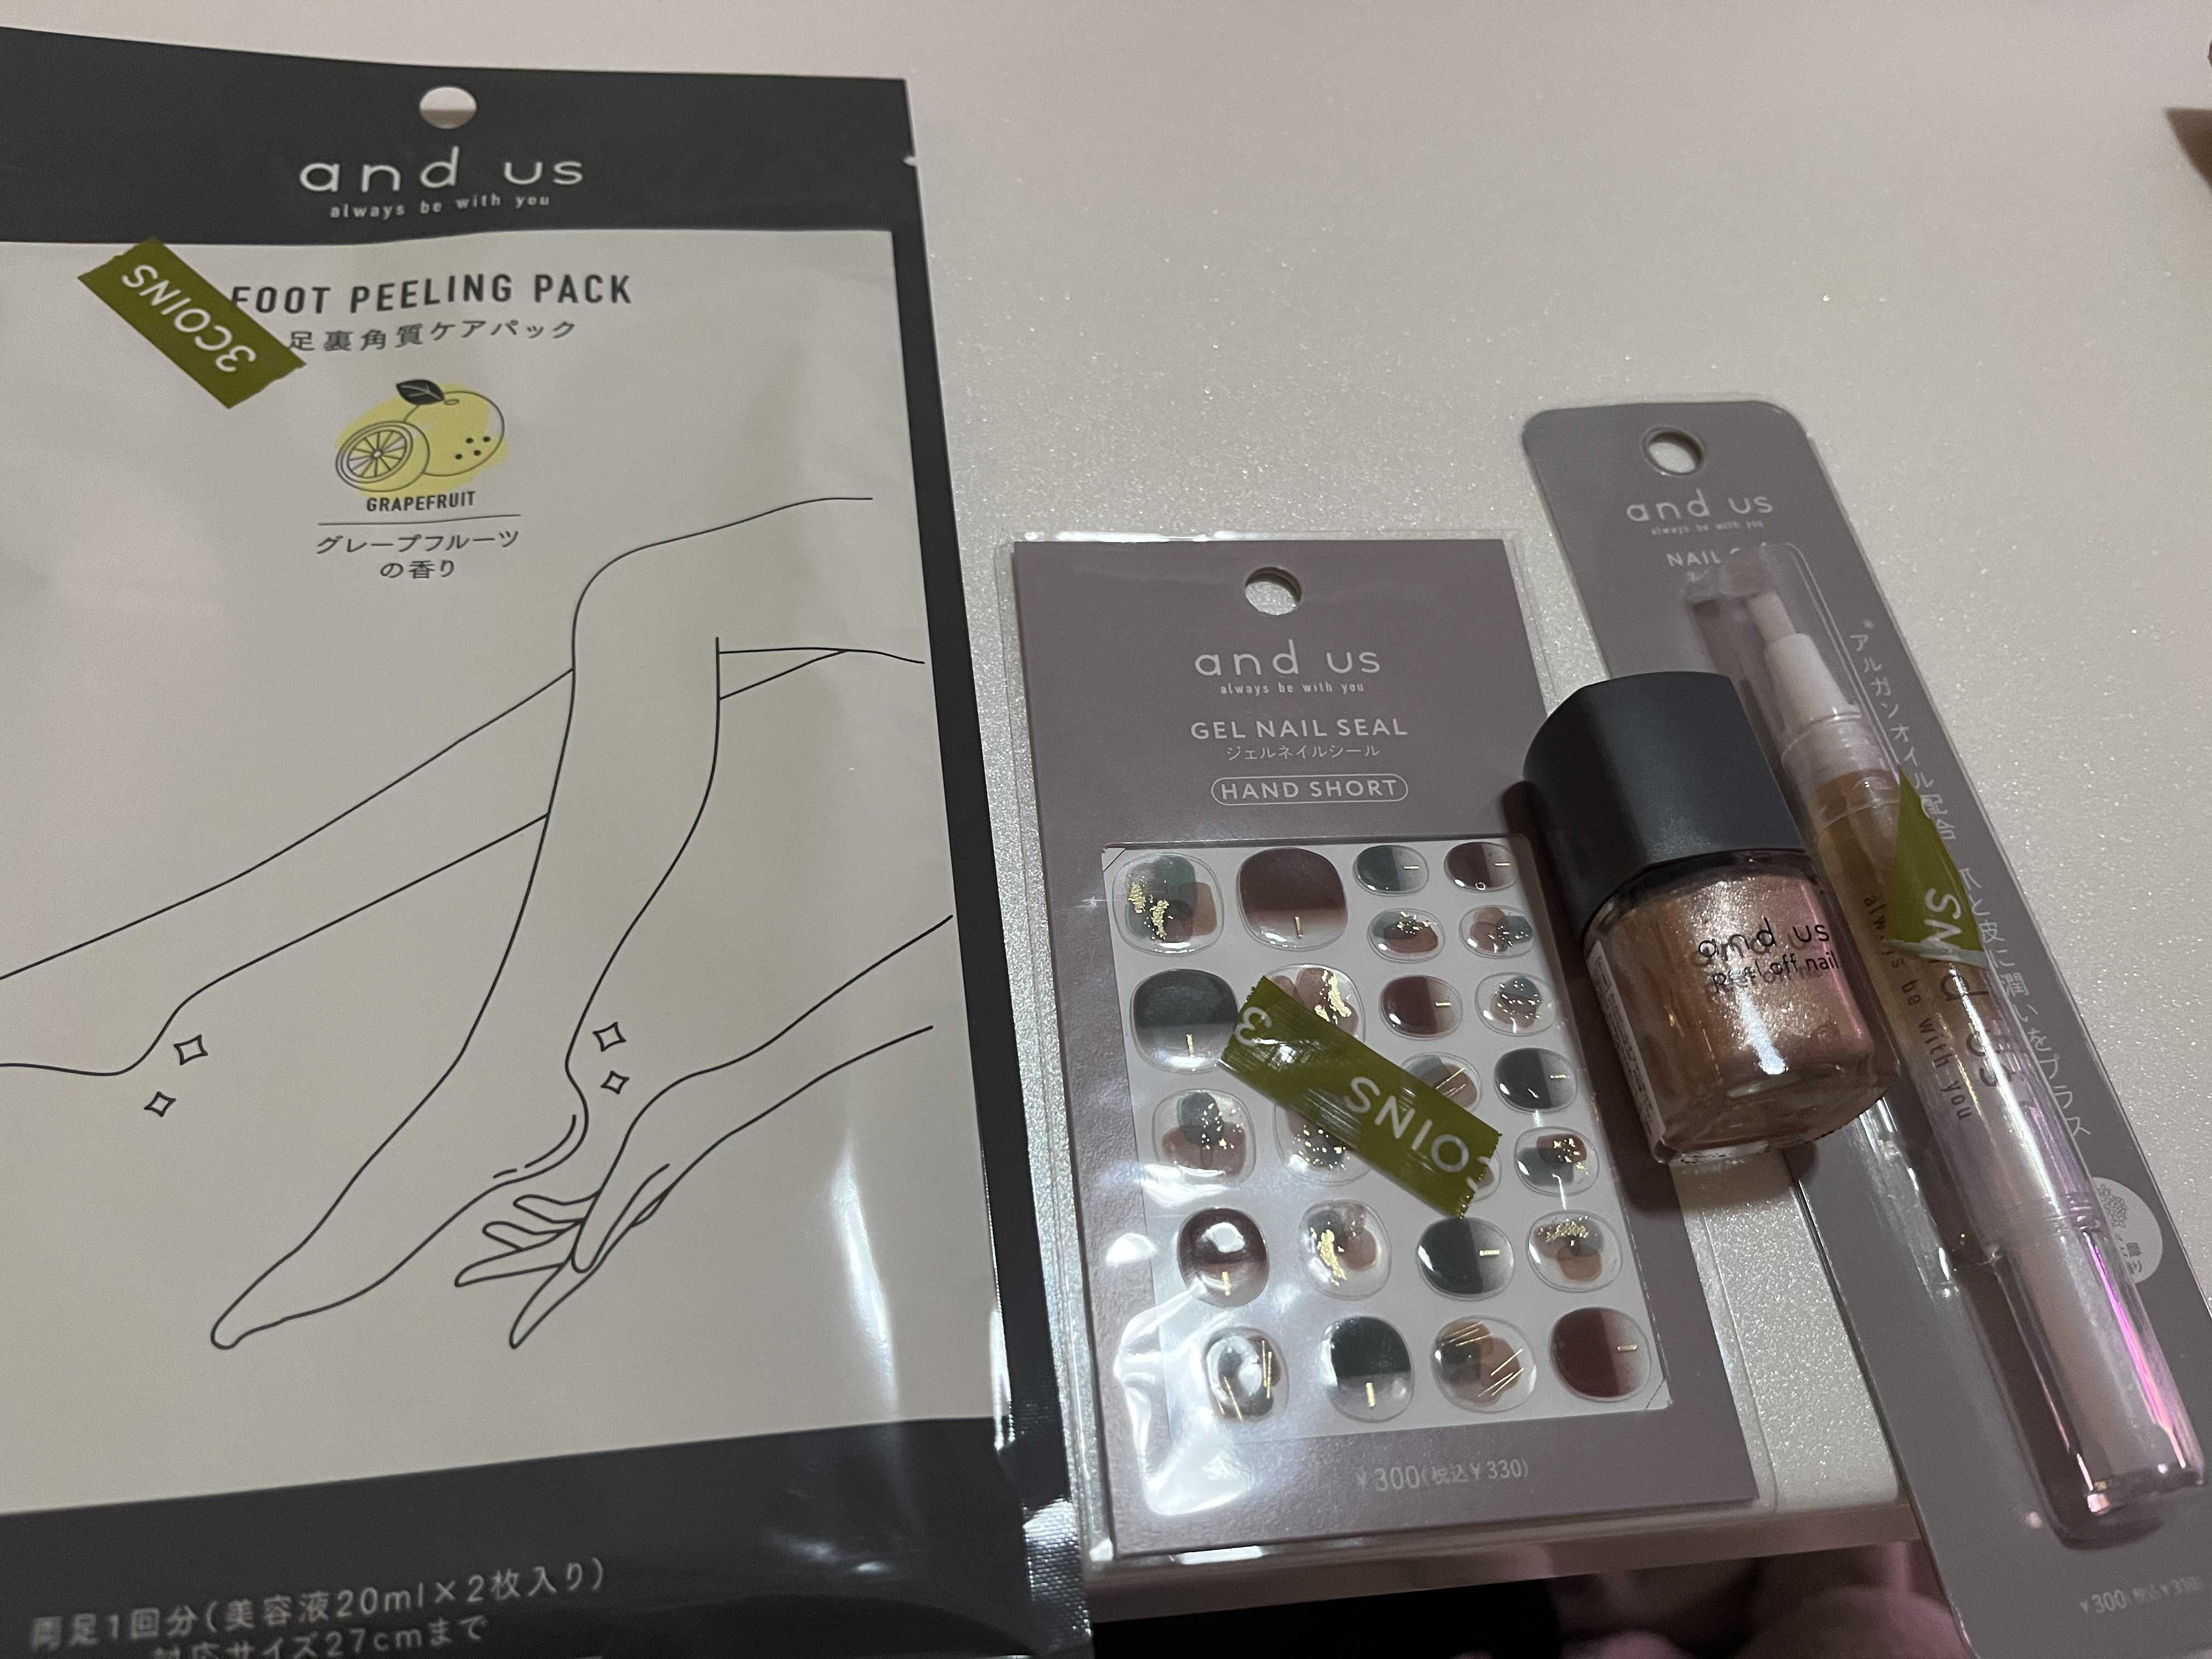 and us
always be with you
3COINS
FOOT PEELING PACK
足裏角質ケアパック
GRAPEFRUIT
グレープフルーツ
の香り
両足1回分(美容液20ml×2枚入り)
対応サイズ27cmまで
and us
always be with you
GEL NAIL SEAL
ジェルネイルシール
HAND SHORT
3COINS
¥300(税込¥330)
and us
Peel off nail
and us
always be with you
NAIL
*アルガンオイル配合 爪と皮に潤いをプラス
always be with you
¥300(税込¥330)